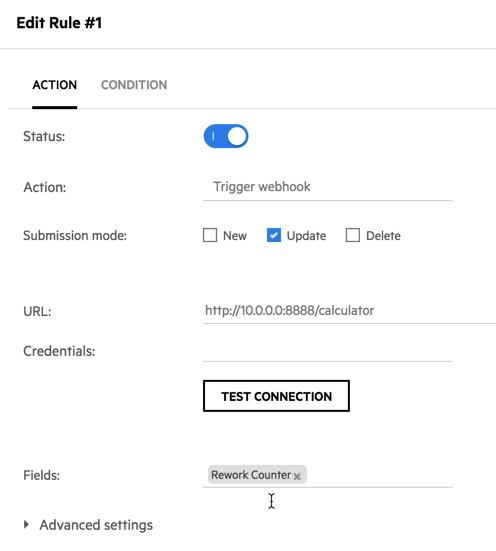 Edit Rule #1
ACTION CONDITION
Status:
Action: Trigger webhook
Submission mode: New Update Delete
URL: http://10.0.0.0:8888/calculator
Credentials:
TEST CONNECTION
Fields: Rework Counter ×
Advanced settings